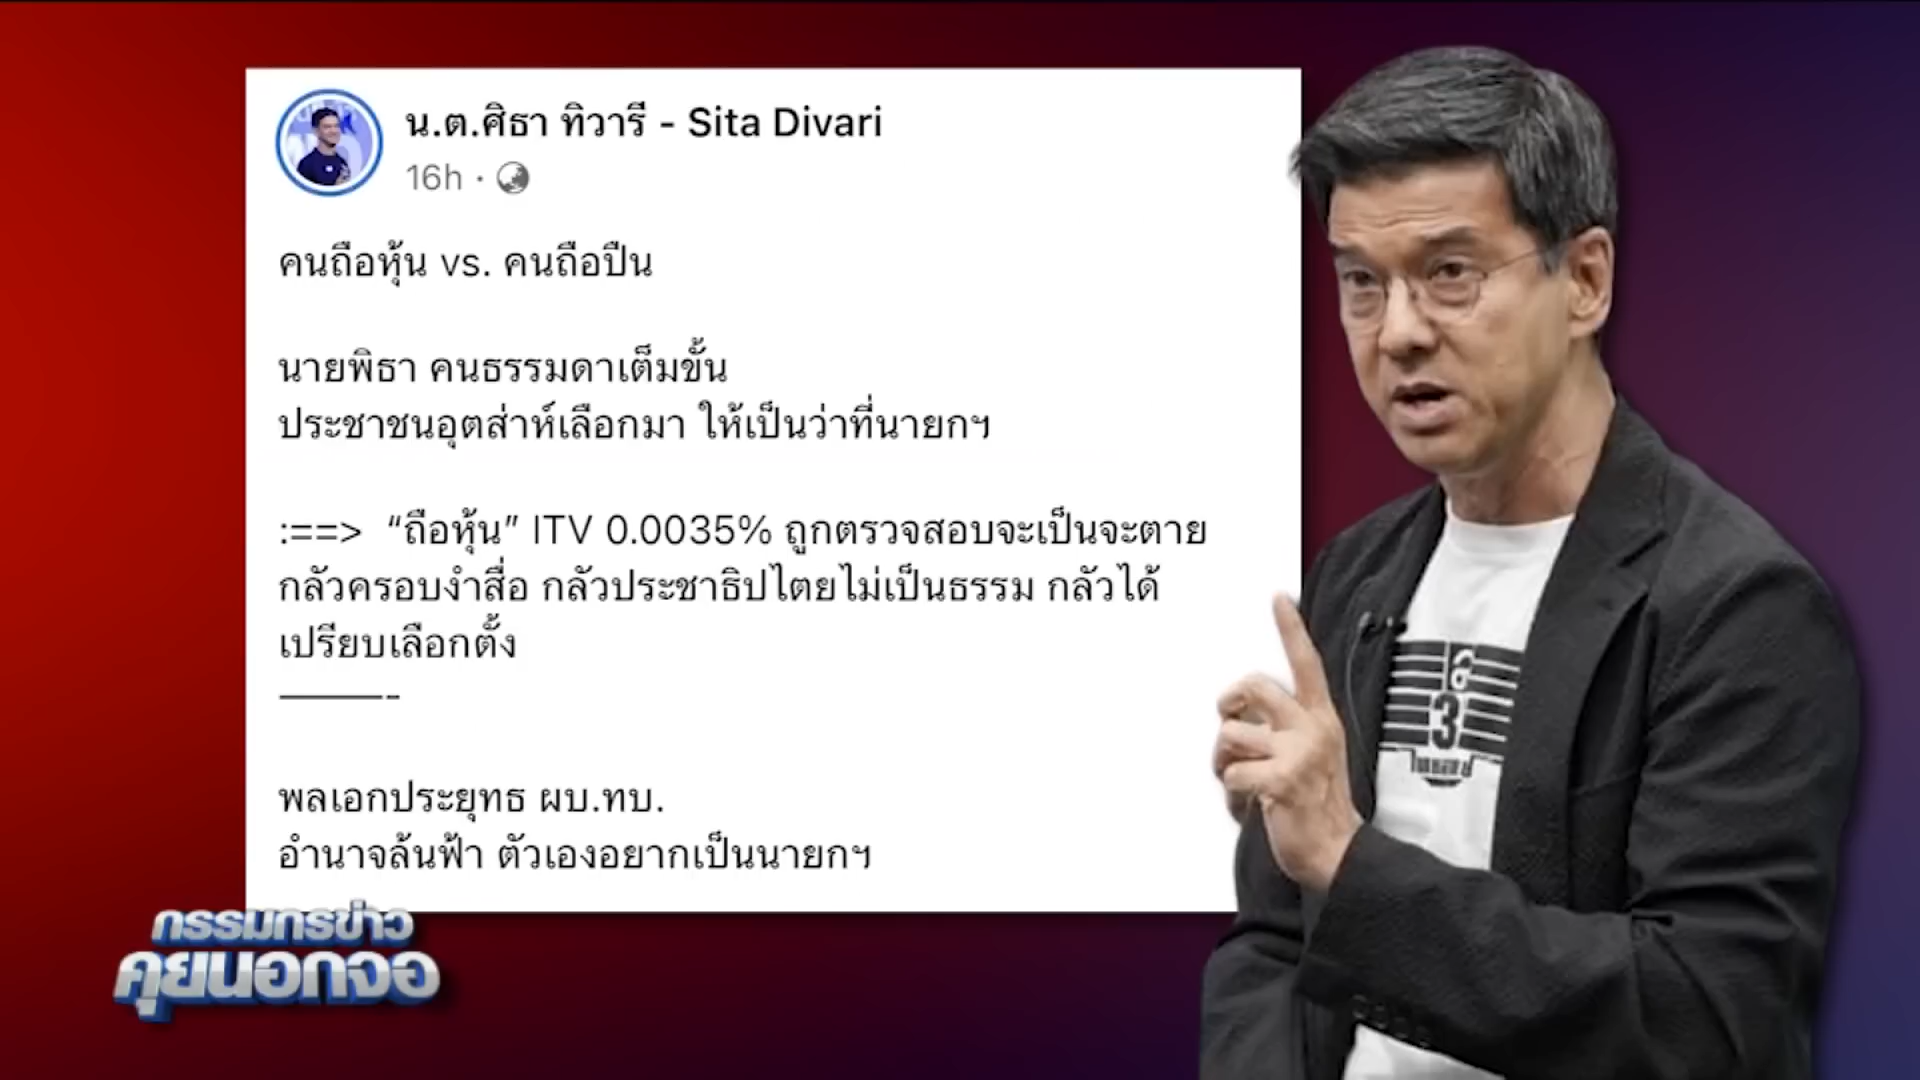 น.ต.ศิธา ทิวารี - Sita Divari
16h ·
คนถือหุ้น vs. คนถือปืน
นายพิธา คนธรรมดาเต็มขั้น
ประชาชนอุตส่าห์เลือกมา ให้เป็นว่าที่นายกฯ
:==> “ถือหุ้น” ITV 0.0035% ถูกตรวจสอบจะเป็นจะตาย
กลัวครอบงำสื่อ กลัวประชาธิปไตยไม่เป็นธรรม กลัวได้
เปรียบเลือกตั้ง
———-
พลเอกประยุทธ ผบ.ทบ.
อำนาจล้นฟ้า ตัวเองอยากเป็นนายกฯ
กรรมกรข่าว
คุยนอกจอ
3